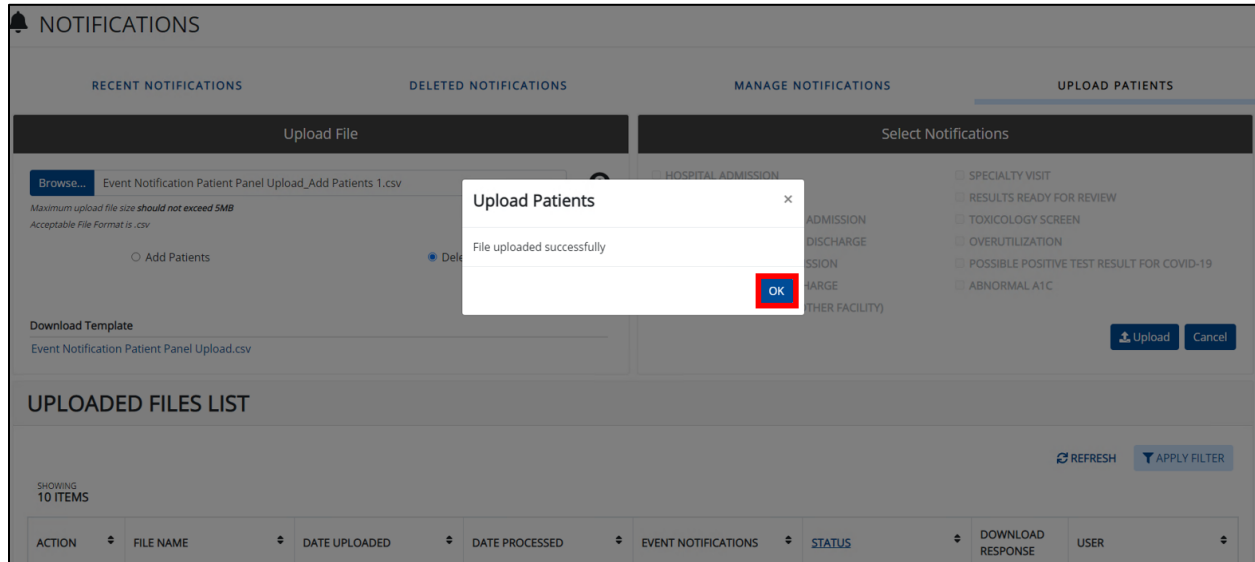 NOTIFICATIONS
RECENT NOTIFICATIONS
DELETED NOTIFICATIONS
MANAGE NOTIFICATIONS
UPLOAD PATIENTS
Upload File
Browse... Event Notification Patient Panel Upload_Add Patients 1.csv
Maximum upload file size should not exceed 5MB
Acceptable File Format is .csv
Add Patients
Dele
Download Template
Event Notification Patient Panel Upload.csv
Select Notifications
HOSPITAL ADMISSION
ADMISSION
DISCHARGE
SSION
HARGE
THER FACILITY)
SPECIALTY VISIT
RESULTS READY FOR REVIEW
TOXICOLOGY SCREEN
OVERUTILIZATION
POSSIBLE POSITIVE TEST RESULT FOR COVID-19
ABNORMAL A1C
Upload Cancel
Upload Patients ×
File uploaded successfully
OK
UPLOADED FILES LIST
REFRESH APPLY FILTER
SHOWING
10 ITEMS
ACTION
FILE NAME
DATE UPLOADED
DATE PROCESSED
EVENT NOTIFICATIONS
STATUS
DOWNLOAD
RESPONSE
USER